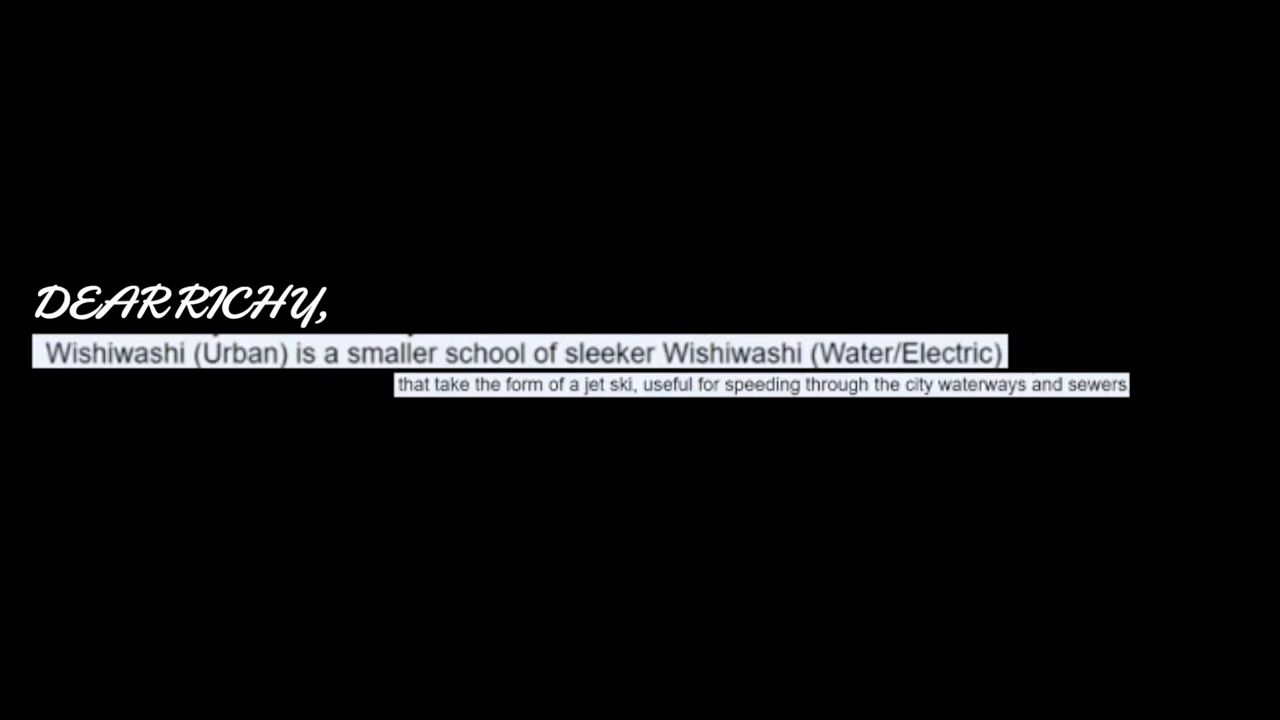 DEAR RICHY,
Wishiwashi (Urban) is a smaller school of sleeker Wishiwashi (Water/Electric)
that take the form of a jet ski, useful for speeding through the city waterways and sewers